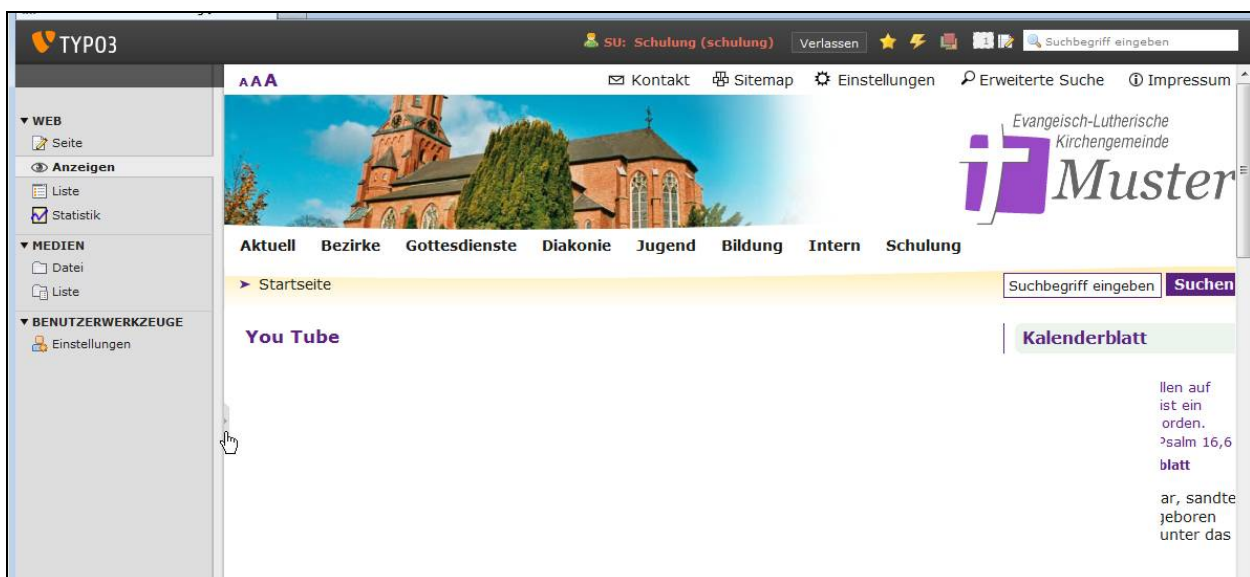 TYPO3
SU: Schulung (schulung)
Verlassen
1
Suchbegriff eingeben
AAA
Kontakt
Sitemap
Einstellungen
Erweiterte Suche
Impressum
WEB
Seite
Anzeigen
Liste
Statistik
MEDIEN
Datei
Liste
BENUTZERWERKZEUGE
Einstellungen
Evangeisch-Lutherische
Kirchengemeinde
Muster
Aktuell Bezirke Gottesdienste Diakonie Jugend Bildung Intern Schulung
Startseite
Suchbegriff eingeben Suchen
You Tube
Kalenderblatt
llen auf
ist ein
orden.
Psalm 16,6
blatt
ar, sandte
geboren
unter das